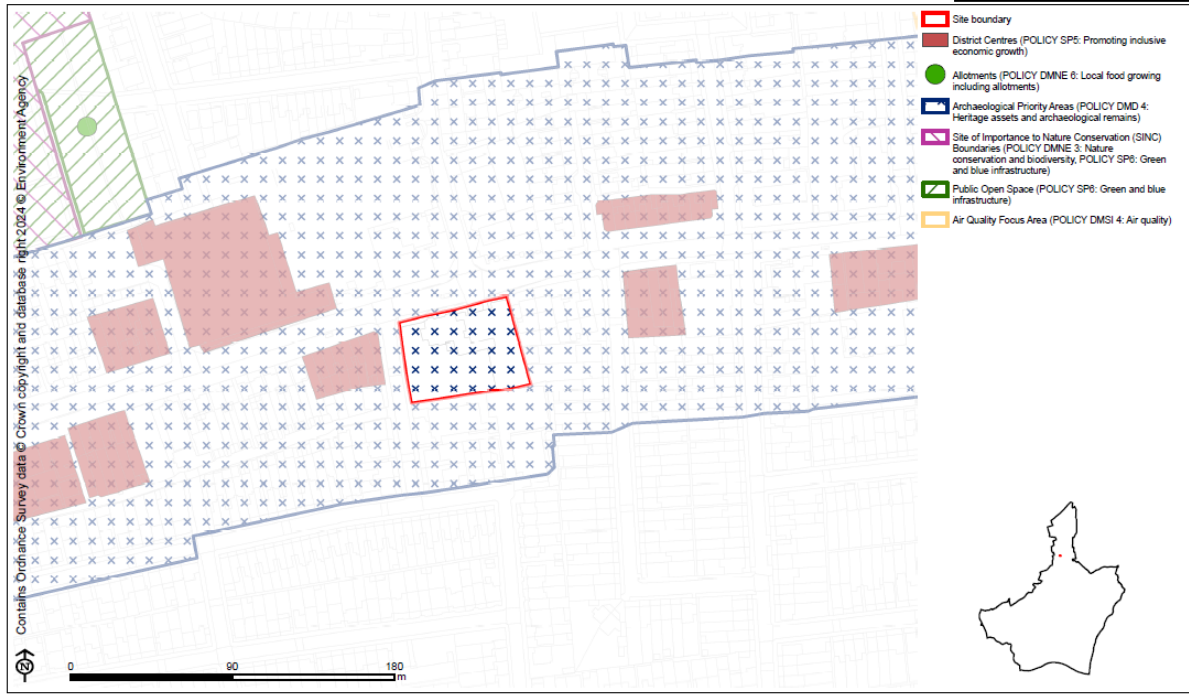 Site boundary
District Centres (POLICY SP5: Promoting inclusive
economic growth)
Allotments (POLICY DMNE 6: Local food growing
including allotments)
Archaeological Priority Areas (POLICY DMD 4:
Heritage assets and archaeological remains)
Site of Importance to Nature Conservation (SINC)
Boundaries (POLICY DMNE 3: Nature
conservation and biodiversity, POLICY SP6: Green
and blue infrastructure)
Public Open Space (POLICY SP6: Green and blue
infrastructure)
Air Quality Focus Area (POLICY DMSI 4: Air quality)
Contains Ordnance Survey data © Crown copyright and database right 2024 © Environment Agency
N
0 90 180
m